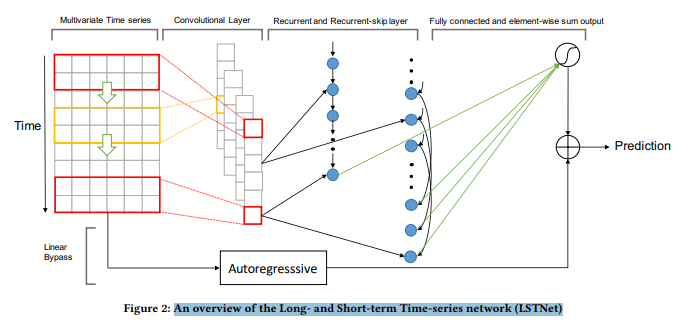 Multivariate Time series
Convolutional Layer
Recurrent and Recurrent-skip layer
Fully connected and element-wise sum output
Time
Prediction
Linear
Bypass
Autoregresssive
Figure 2: An overview of the Long- and Short-term Time-series network (LSTNet)